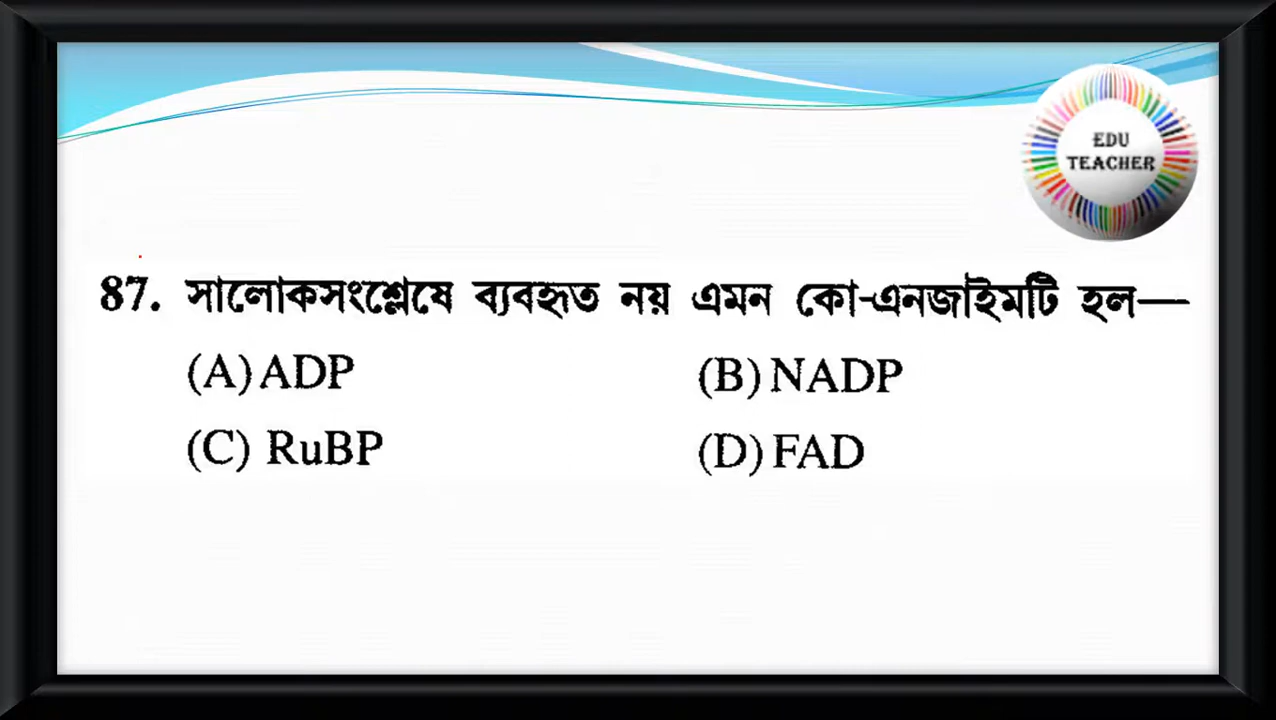 EDU
TEACHER
87. সালোকসংশ্লেষে ব্যবহৃত নয় এমন কো-এনজাইমটি হল—
(A) ADP (B) NADP
(C) RuBP (D) FAD